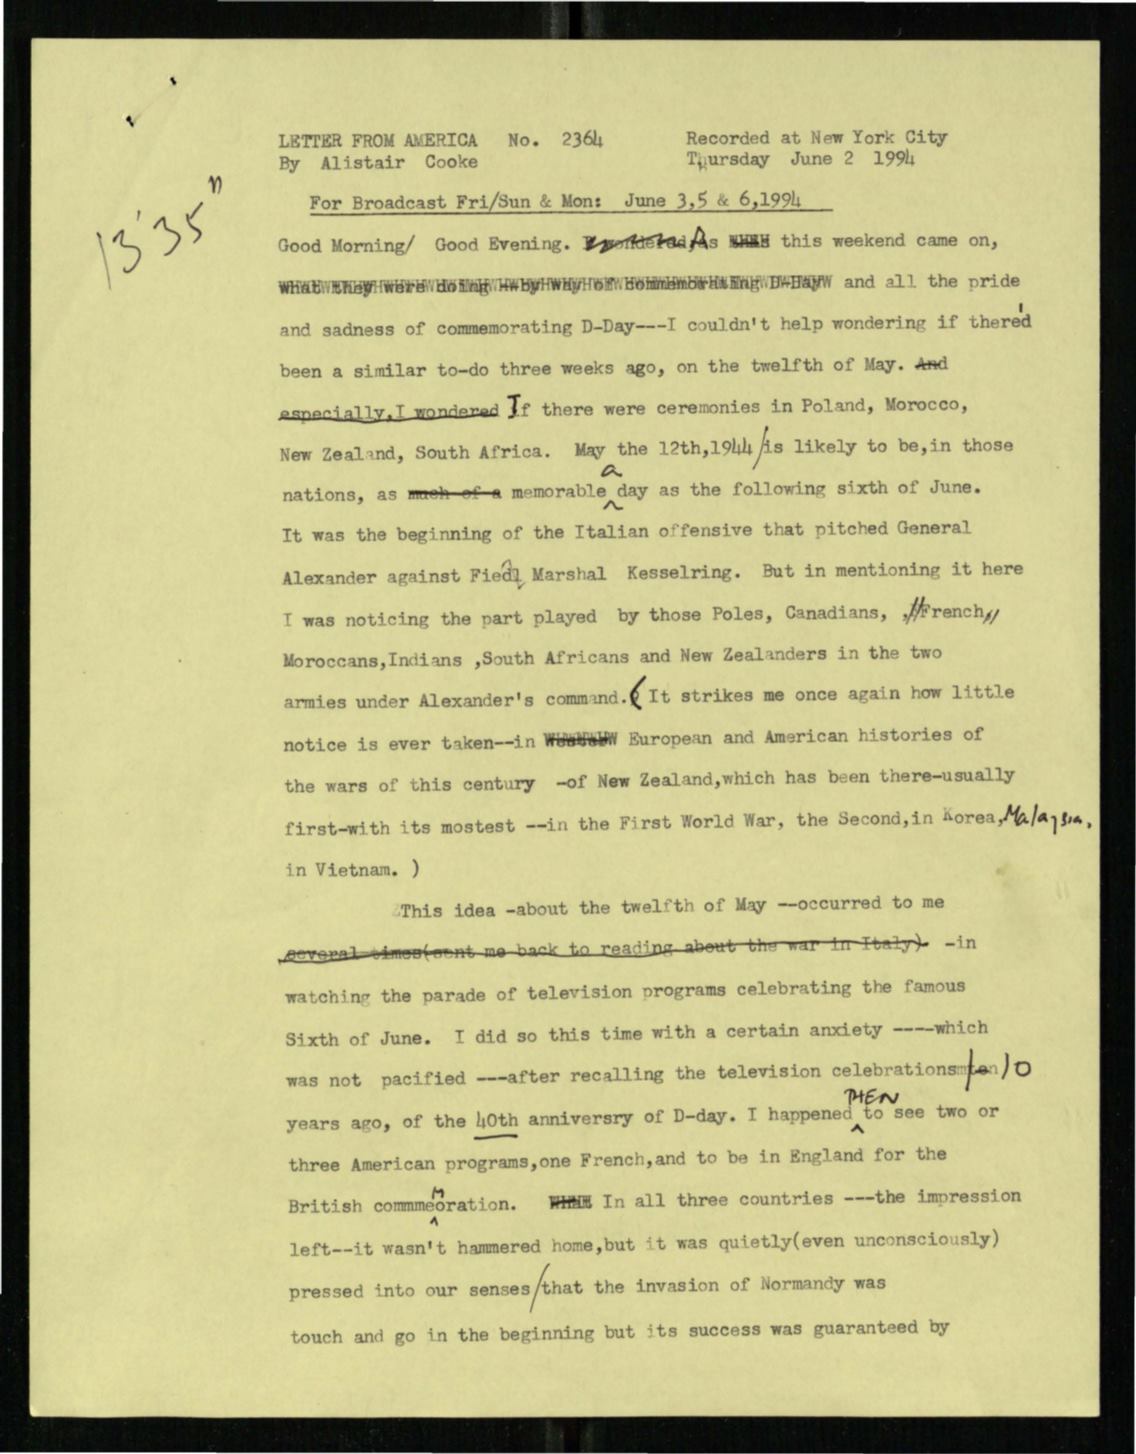 LETTER FROM AMERICA No. 2364 Recorded at New York City
By Alistair Cooke Thursday June 2 1994
13'35"
For Broadcast Fri/Sun & Mon: June 3,5 & 6,1994
Good Morning/ Good Evening. I wondered, As this weekend came on,
what they were doing --by way of commemorating D-Day and all the pride
and sadness of commemorating D-Day---I couldn't help wondering if there'd
been a similar to-do three weeks ago, on the twelfth of May. And
especially,I wondered If there were ceremonies in Poland, Morocco,
New Zealand, South Africa. May the 12th,1944/is likely to be,in those
nations, as much of a memorable a day as the following sixth of June.
It was the beginning of the Italian offensive that pitched General
Alexander against Fiedl Marshal Kesselring. But in mentioning it here
I was noticing the part played by those Poles, Canadians, ,//French,//
Moroccans,Indians ,South Africans and New Zealanders in the two
armies under Alexander's command.( It strikes me once again how little
notice is ever taken--in Western European and American histories of
the wars of this century -of New Zealand,which has been there-usually
first-with its mostest --in the First World War, the Second,in Korea,Malaysia,
in Vietnam. )
This idea -about the twelfth of May --occurred to me
several times(sent me back to reading about the war in Italy) -in
watching the parade of television programs celebrating the famous
Sixth of June. I did so this time with a certain anxiety ----which
was not pacified ---after recalling the television celebrations ten 10
years ago, of the 40th anniversry of D-day. I happened THEN to see two or
three American programs,one French,and to be in England for the
British commmeMoration. In all three countries ---the impression
left--it wasn't hammered home,but it was quietly(even unconsciously)
pressed into our senses/that the invasion of Normandy was
touch and go in the beginning but its success was guaranteed by